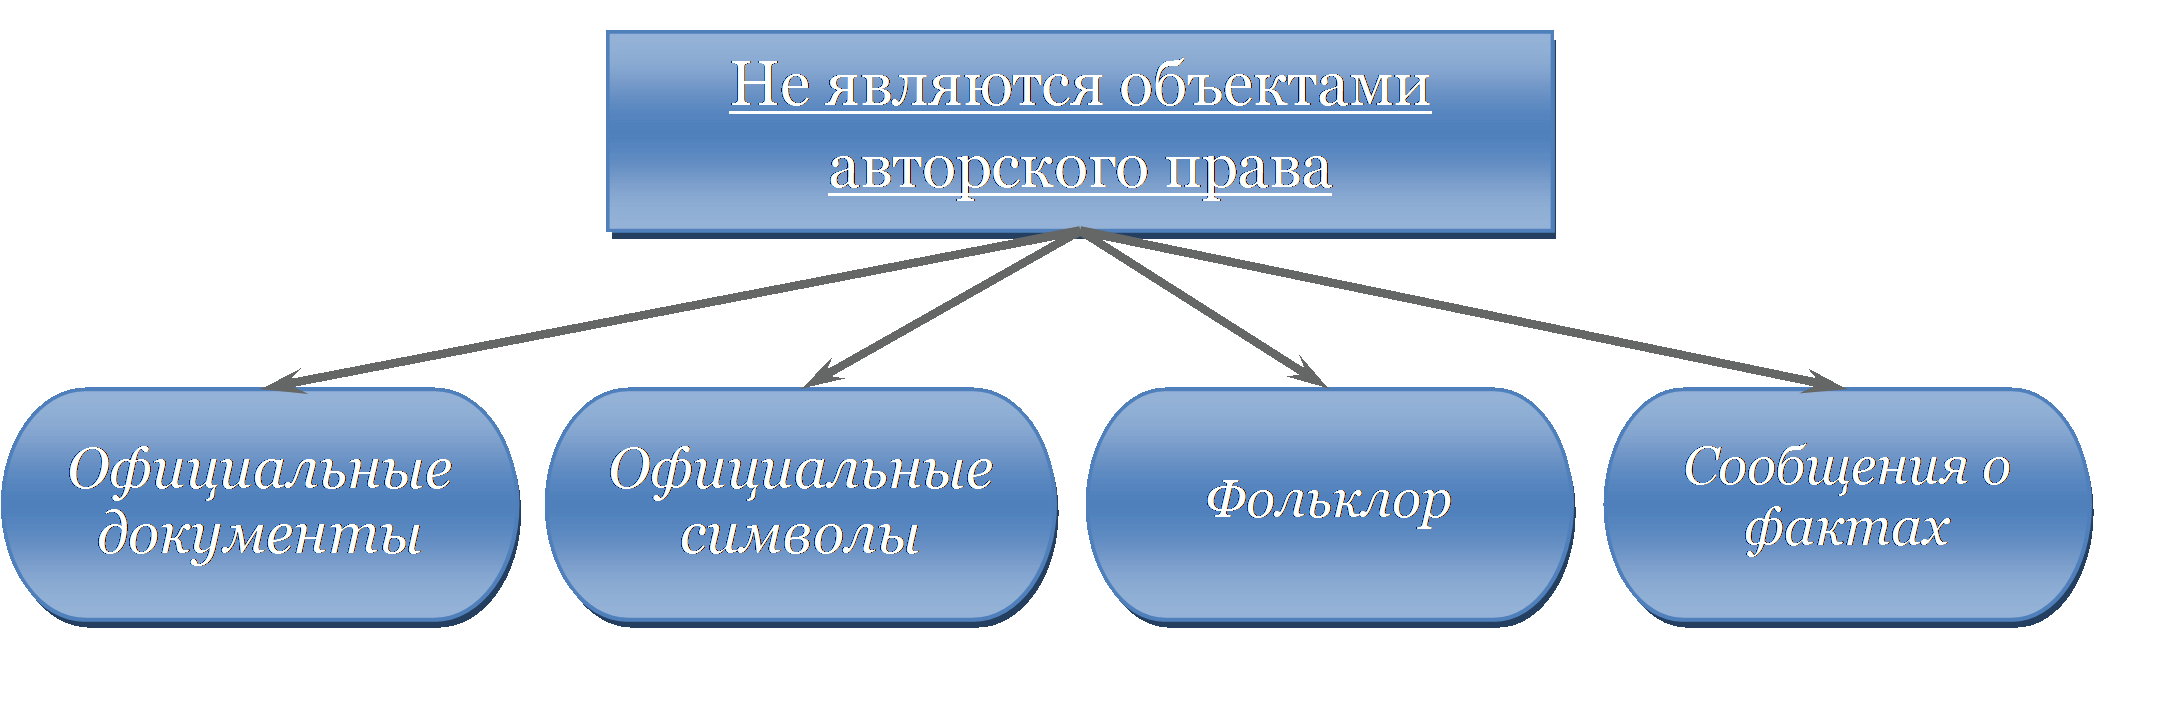 Не являются объектами
авторского права
Официальные
документы
Официальные
символы
Фольклор
Сообщения о
фактах